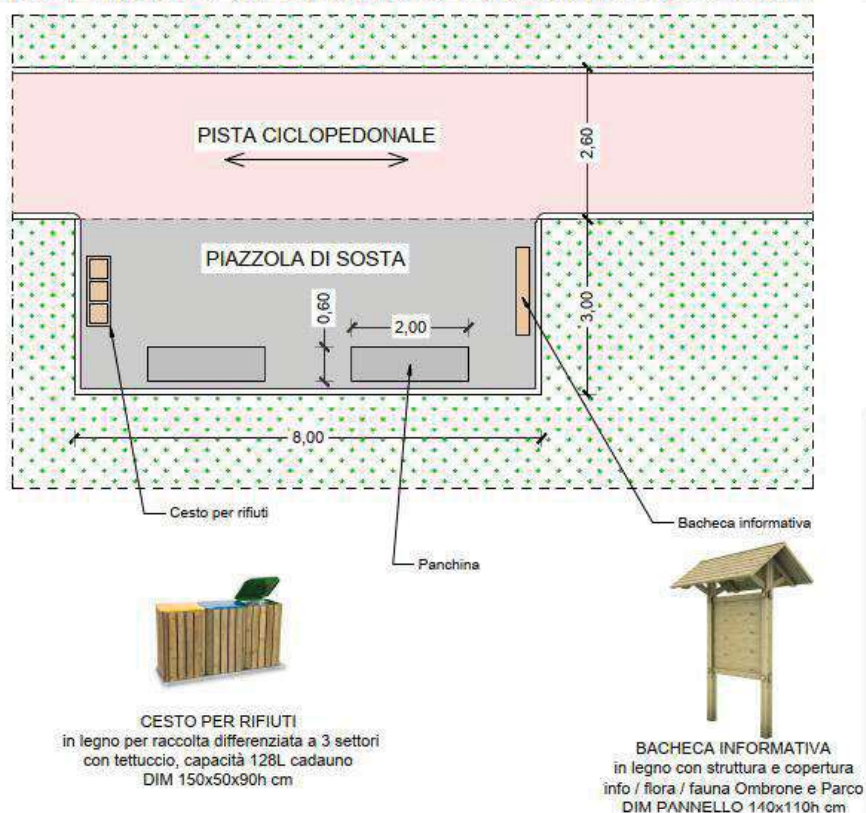 PISTA CICLOPEDONALE
2,60
PIAZZOLA DI SOSTA
0,60
2,00
3,00
8,00
Cesto per rifiuti
Bacheca informativa
Panchina
CESTO PER RIFIUTI
in legno per raccolta differenziata a 3 settori
con tettuccio, capacità 128L cadauno
DIM 150x50x90h cm
BACHECA INFORMATIVA
in legno con struttura e copertura
info / flora / fauna Ombrone e Parco
DIM PANNELLO 140x110h cm